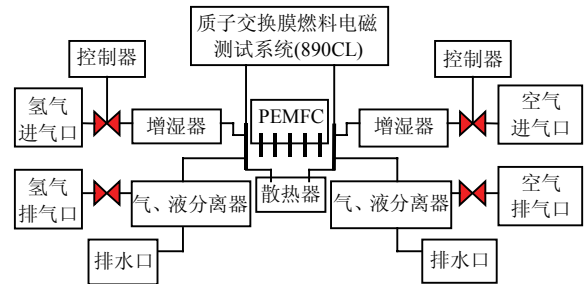 质子交换膜燃料电磁
测试系统(890CL)
控制器
控制器
氢气
进气口
增湿器
PEMFC
增湿器
空气
进气口
氢气
排气口
气、液分离器
散热器
气、液分离器
空气
排气口
排水口
排水口